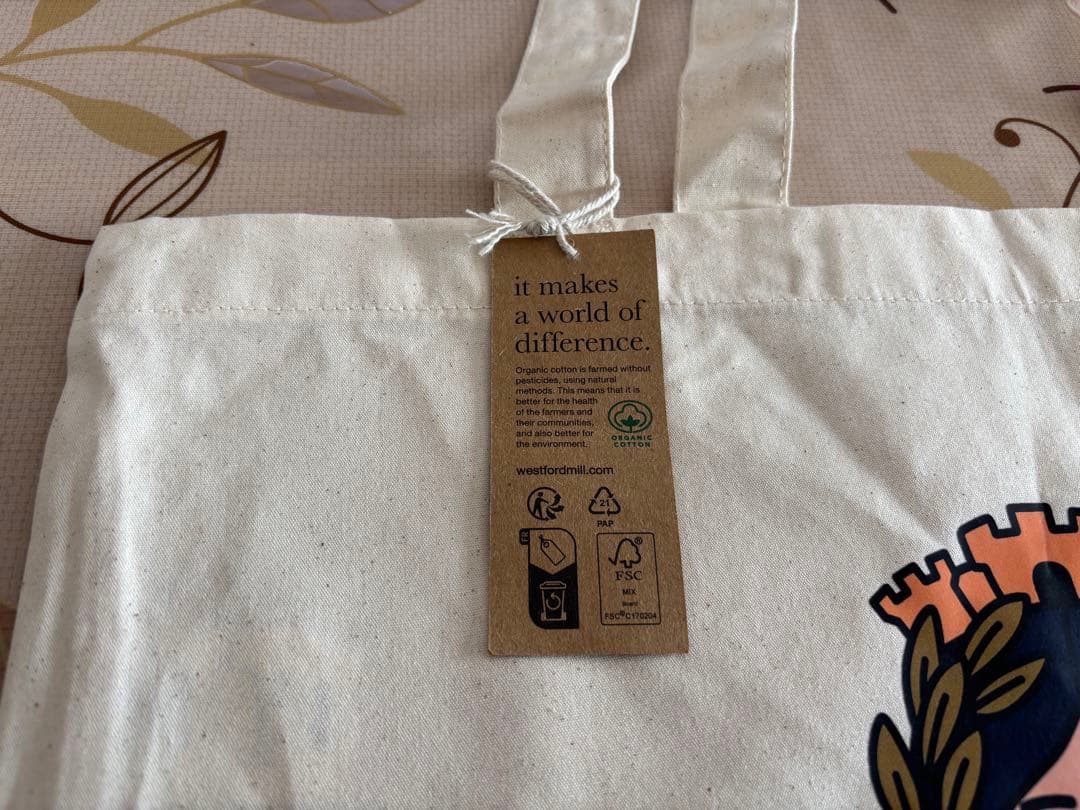 it makes
a world of
difference.
Organic cotton is farmed without
pesticides, using natural
methods. This means that it is
better for the health
of the farmers and
their communities,
and also better for
the environment.
ORGANIC
COTTON
westfordmill.com
21
PAP
FR
FSC
MIX
Board
FSC® C170204